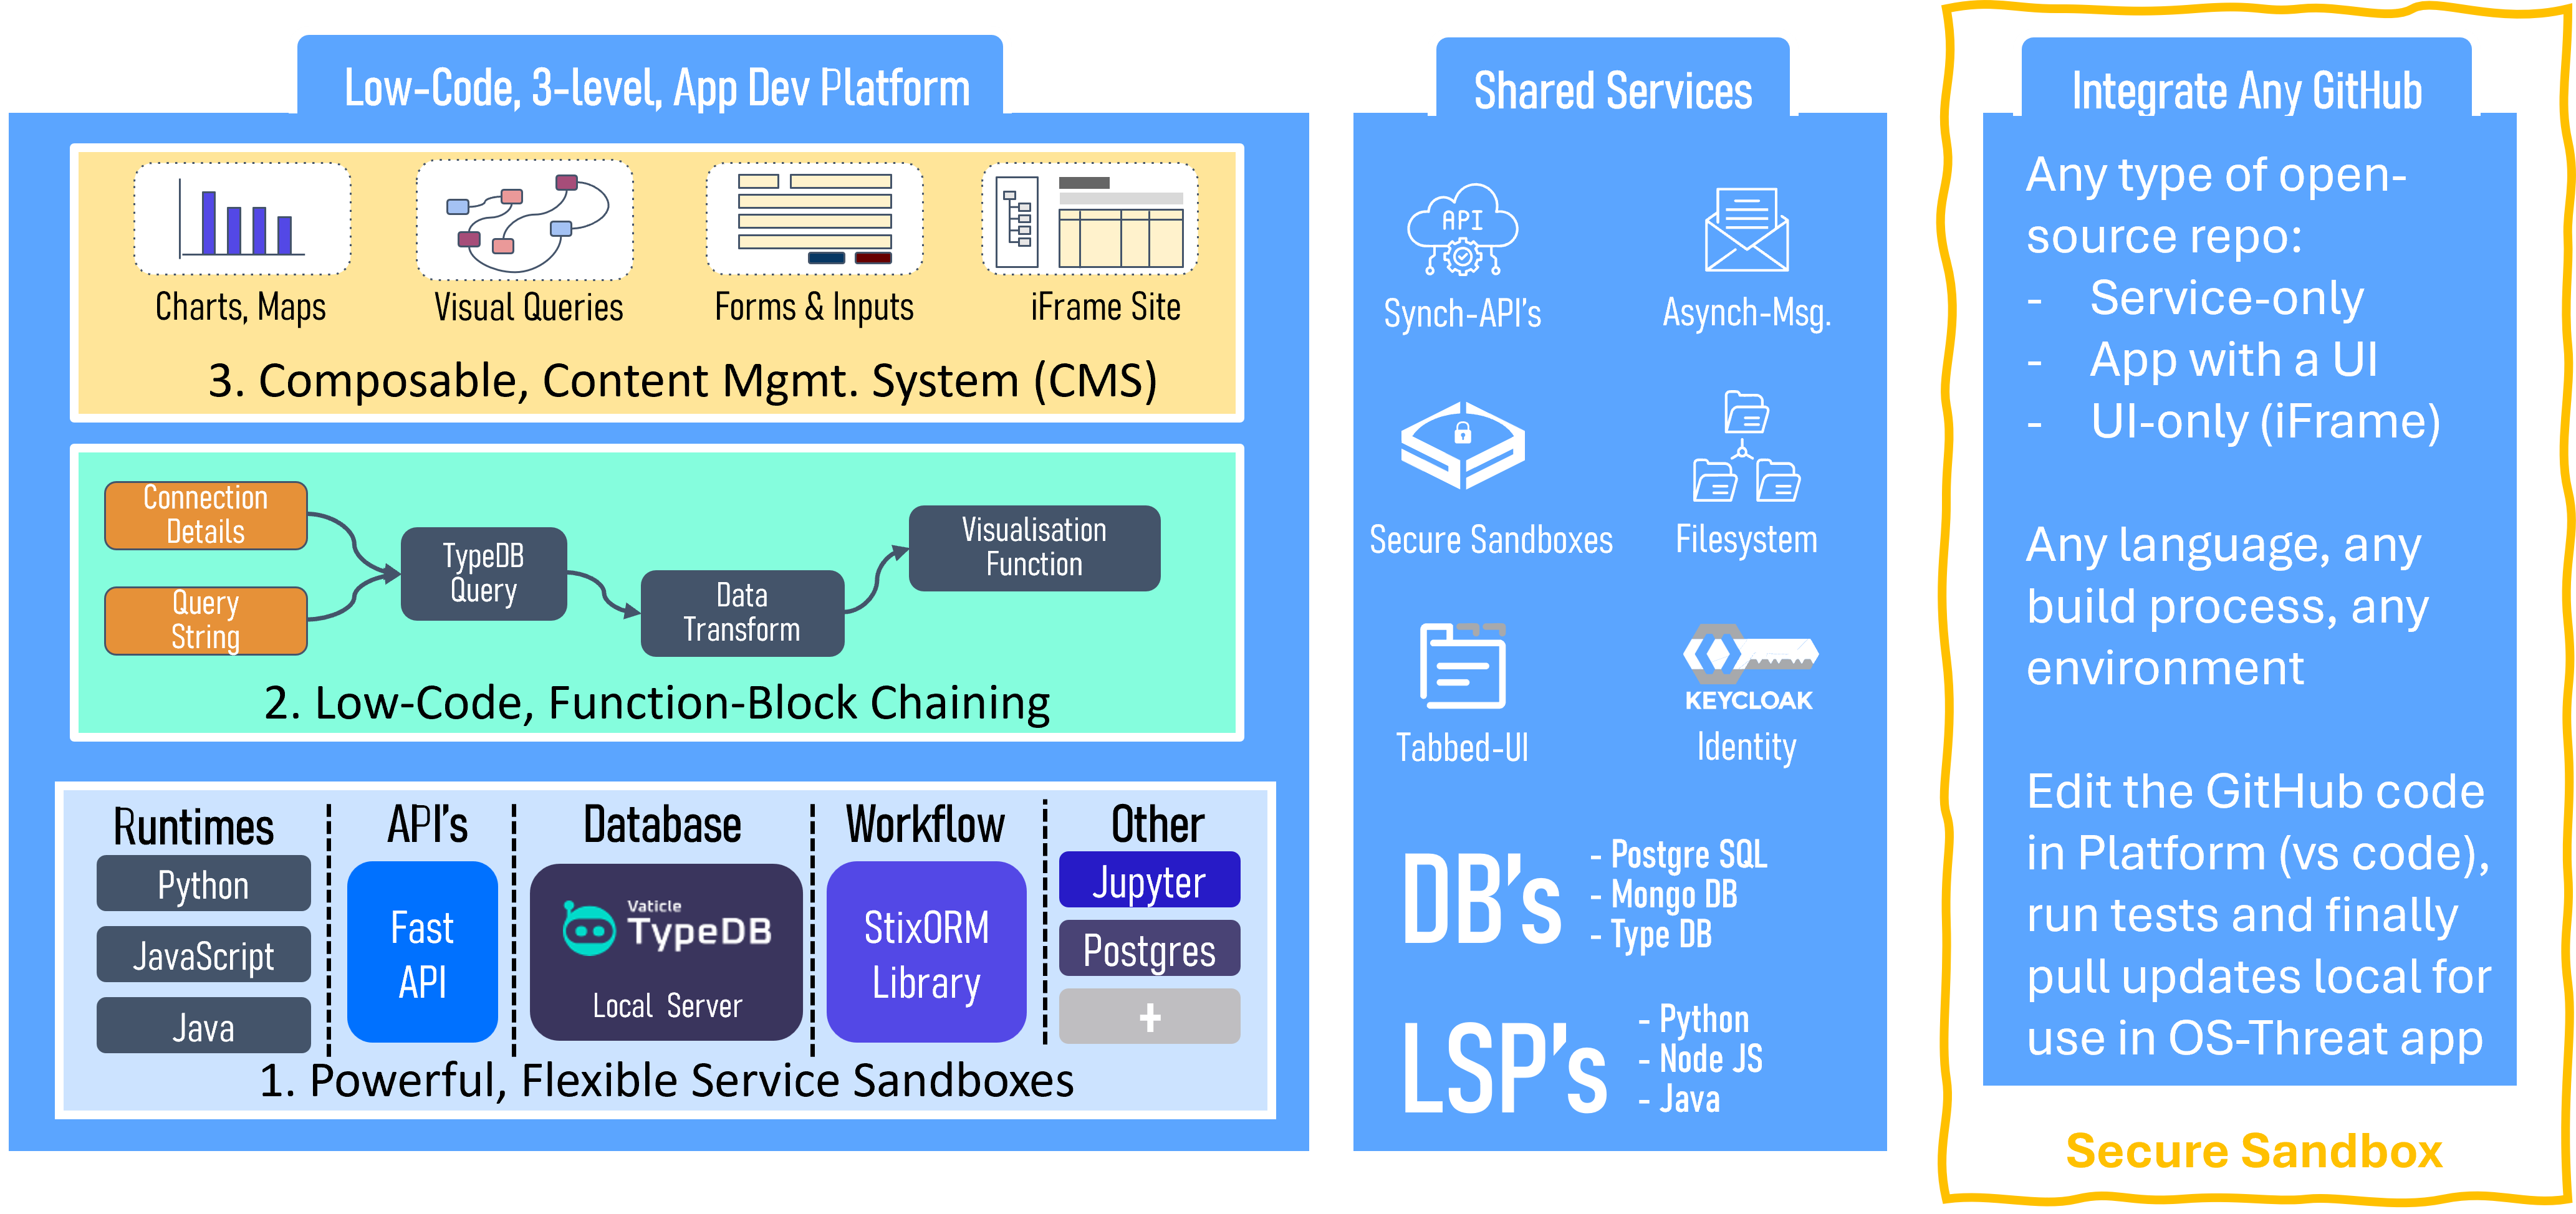 Low-Code, 3-level, App Dev Platform
Charts, Maps
Visual Queries
Forms & Inputs
iFrame Site
3. Composable, Content Mgmt. System (CMS)
Connection
Details
Query
String
TypeDB
Query
Data
Transform
Visualisation
Function
2. Low-Code, Function-Block Chaining
Runtimes
Python
JavaScript
Java
API's
Fast
API
Database
Vaticle
TypeDB
Local Server
Workflow
StixORM
Library
Other
Jupyter
Postgres
+
1. Powerful, Flexible Service Sandboxes
Shared Services
API
Synch-API's
Asynch-Msg.
Secure Sandboxes
Filesystem
Tabbed-UI
KEYCLOAK
Identity
DB's
- Postgre SQL
- Mongo DB
- Type DB
LSP's
- Python
- Node JS
- Java
Integrate Any GitHub
Any type of open-
source repo:
- Service-only
- App with a UI
- UI-only (iFrame)
Any language, any
build process, any
environment
Edit the GitHub code
in Platform (vs code),
run tests and finally
pull updates local for
use in OS-Threat app
Secure Sandbox